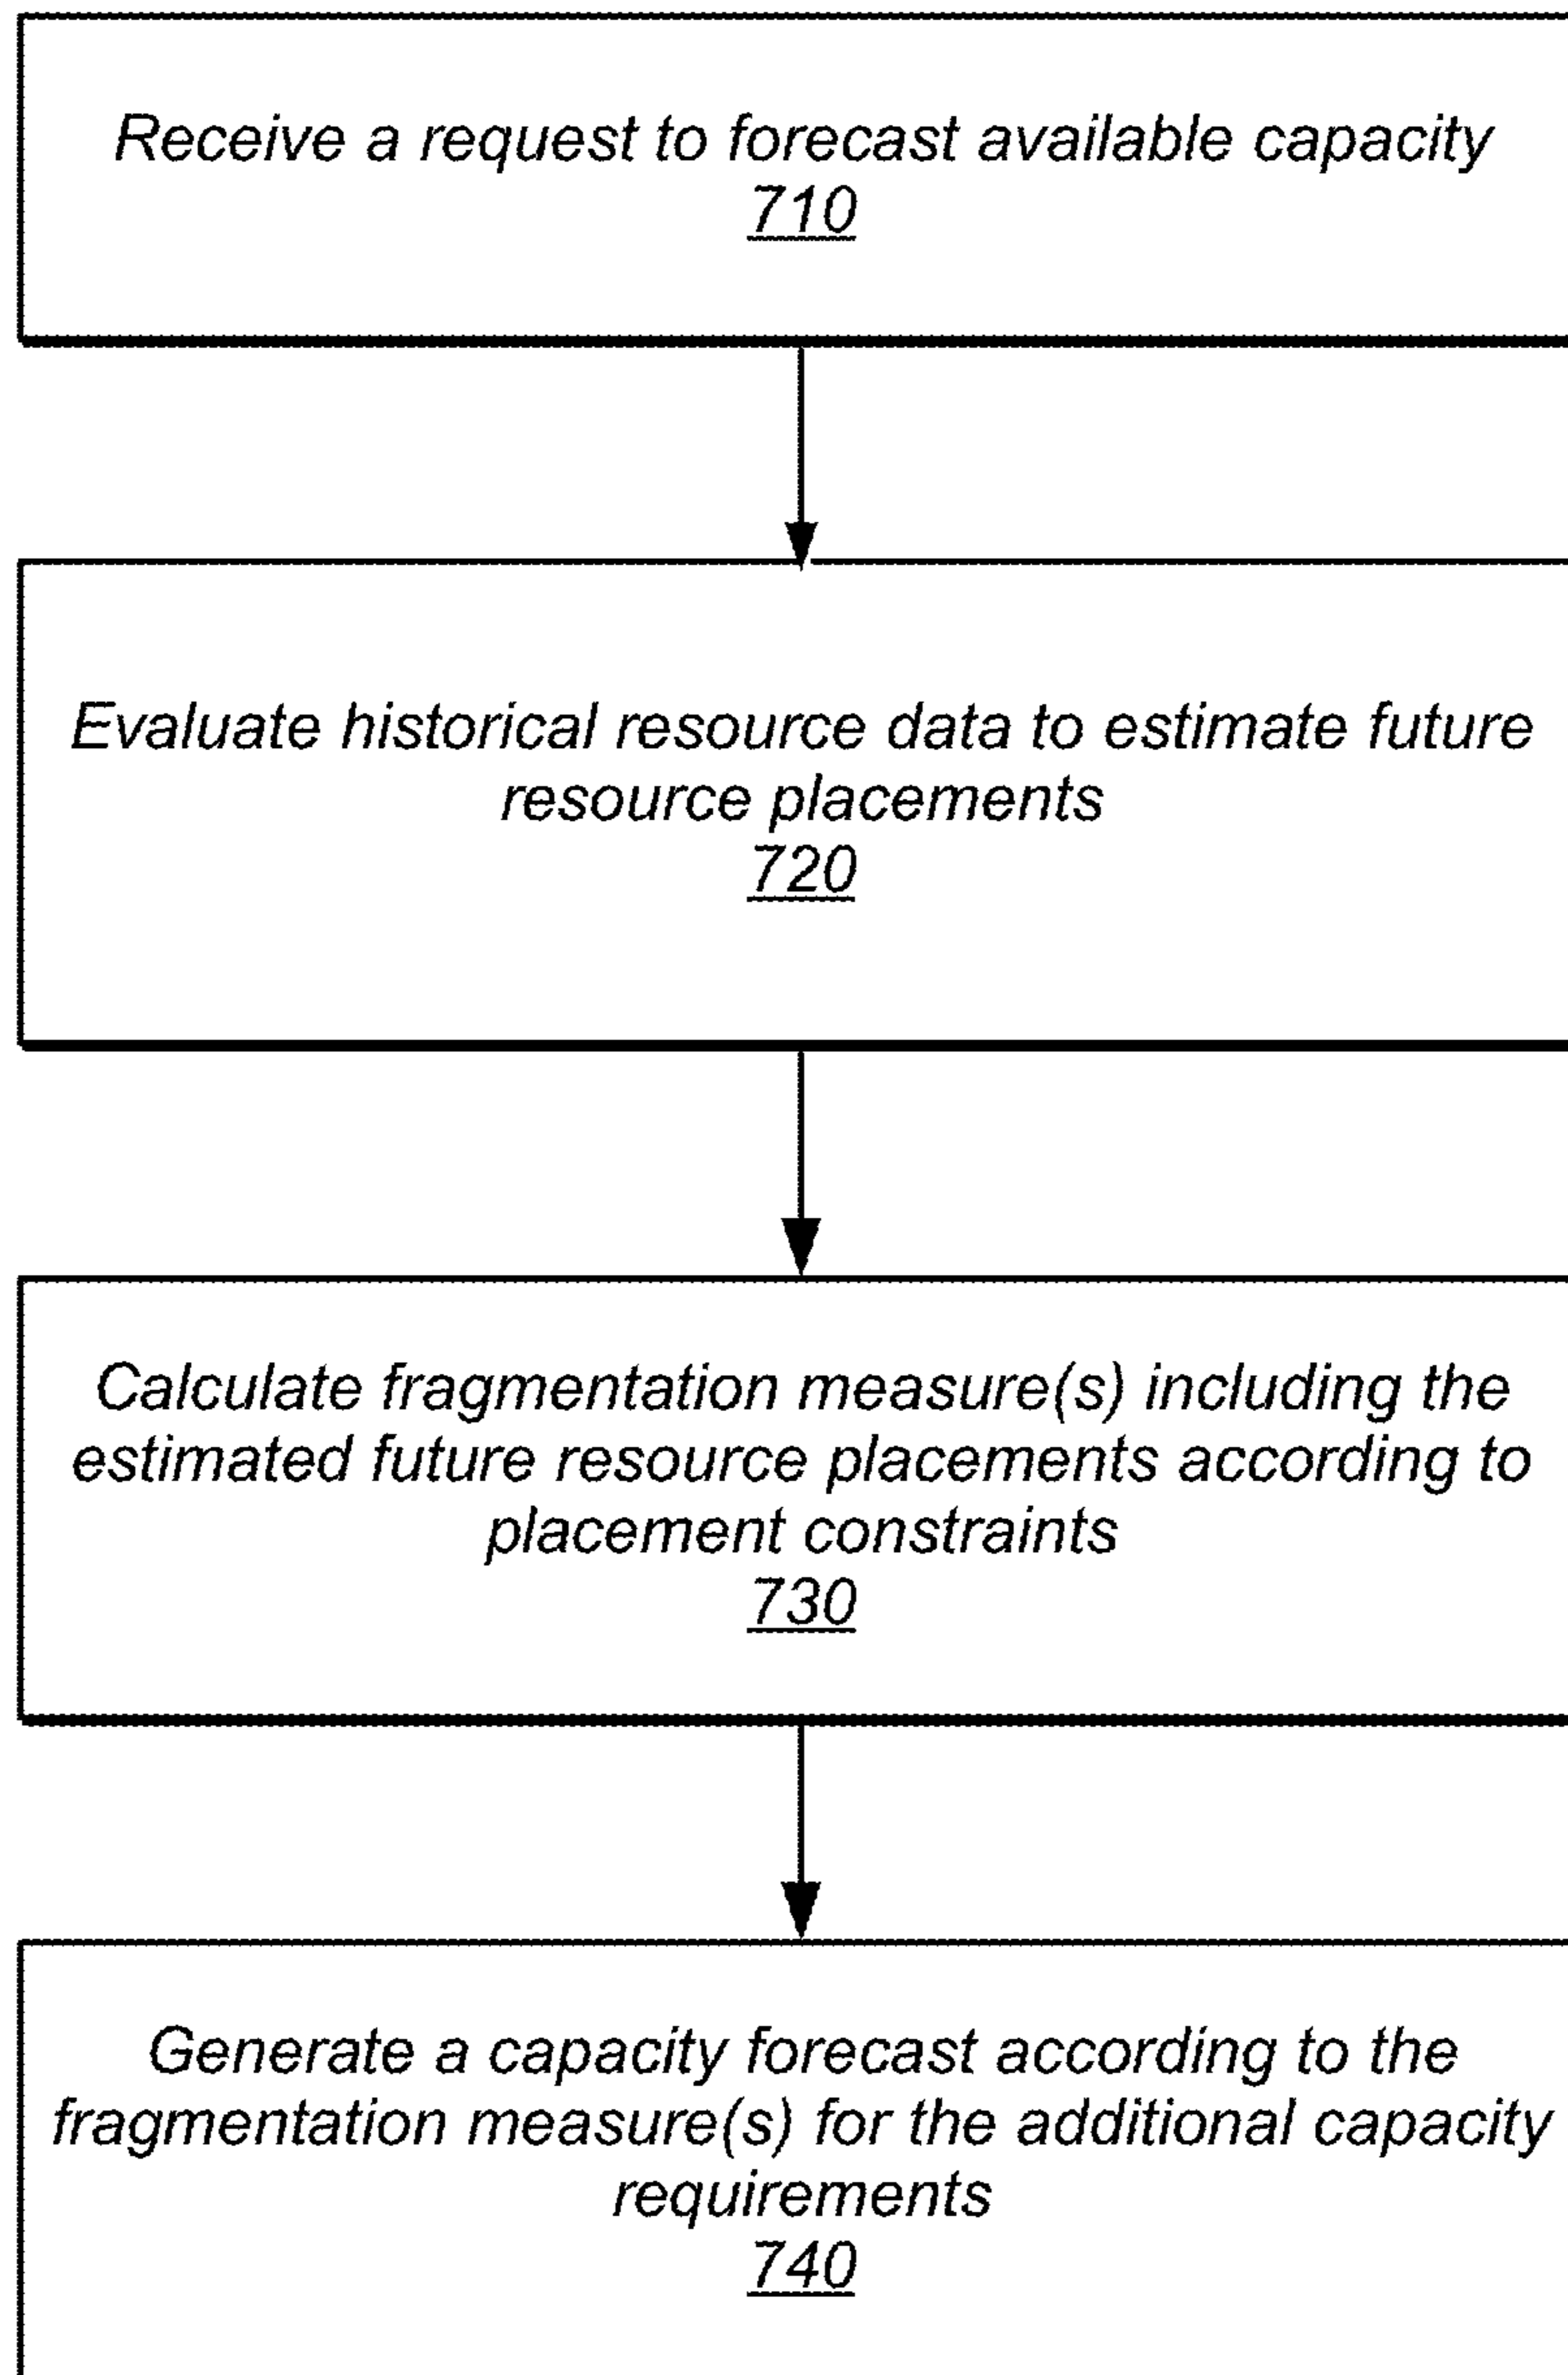 Receive a request to forecast available capacity
710
Evaluate historical resource data to estimate future
resource placements
720
Calculate fragmentation measure(s) including the
estimated future resource placements according to
placement constraints
730
Generate a capacity forecast according to the
fragmentation measure(s) for the additional capacity
requirements
740